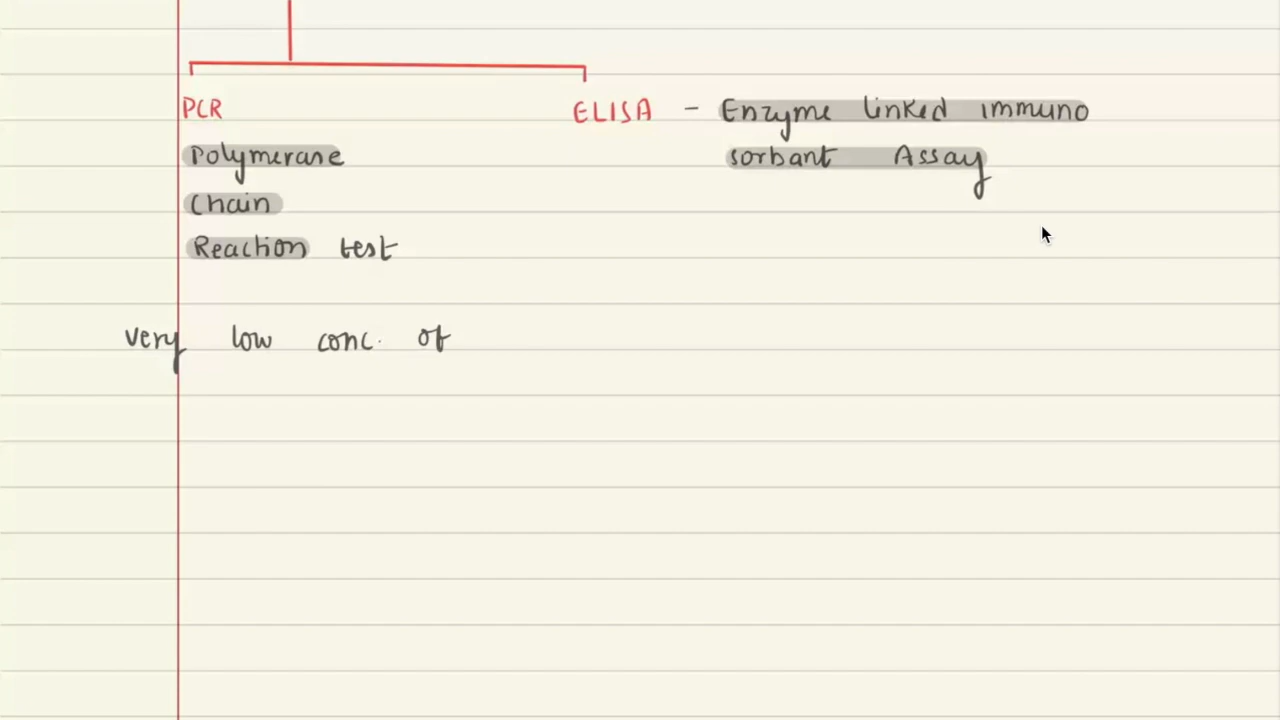 PCR
Polymerase
Chain
Reaction test
very low conc. of
ELISA - Enzyme linked immuno
sorbant Assay